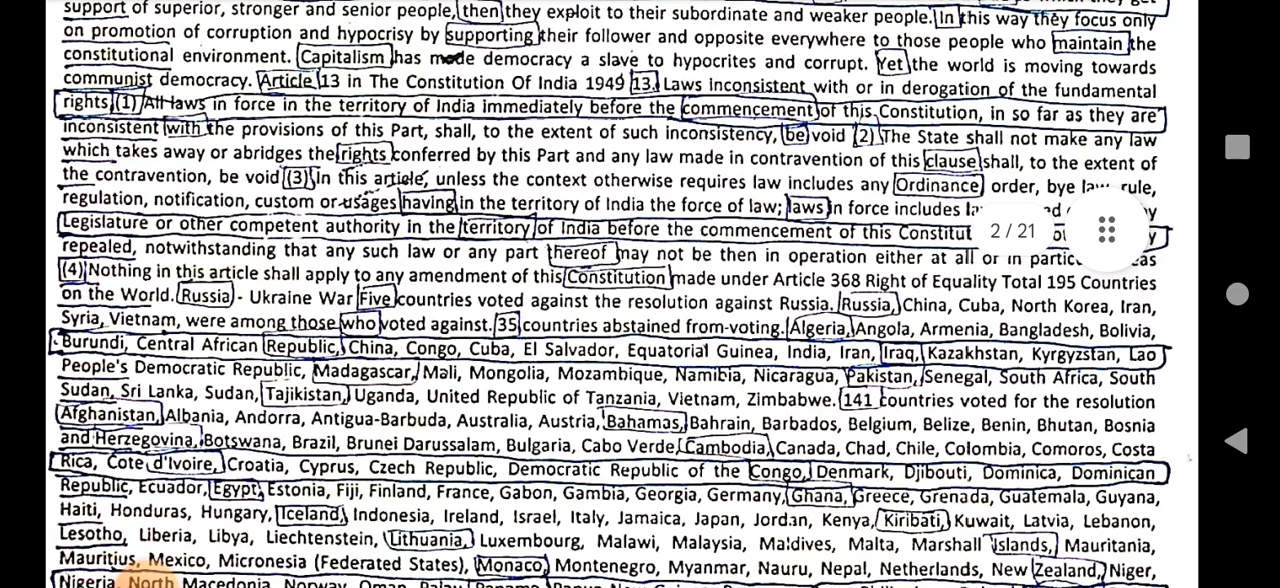 support of superior, stronger and senior people, then they exploit to their subordinate and weaker people. In this way they focus only
on promotion of corruption and hypocrisy by supporting their follower and opposite everywhere to those people who maintain the
constitutional environment. Capitalism has made democracy a slave to hypocrites and corrupt. Yet the world is moving towards
communist democracy. Article 13 in The Constitution Of India 1949 13. Laws inconsistent with or in derogation of the fundamental
rights (1) All laws in force in the territory of India immediately before the commencement of this Constitution, in so far as they are
inconsistent with the provisions of this Part, shall, to the extent of such inconsistency, be void (2) The State shall not make any law
which takes away or abridges the rights conferred by this Part and any law made in contravention of this clause shall, to the extent of
the contravention, be void (3) In this article, unless the context otherwise requires law includes any Ordinance order, bye law rule,
regulation, notification, custom or usages having in the territory of India the force of law; laws in force includes
Legislature or other competent authority in the territory of India before the commencement of this 2 / 21
repealed, notwithstanding that any such law or any part thereof may not be then in operation either at all or in
(4) Nothing in this article shall apply to any amendment of this Constitution made under Article 368 Right of Equality Total 195 Countries
on the World. Russia - Ukraine War Five countries voted against the resolution against Russia. Russia, China, Cuba, North Korea, Iran,
Syria, Vietnam, were among those who voted against. 35 countries abstained from-voting. Algeria, Angola, Armenia, Bangladesh, Bolivia,
Burundi, Central African Republic, China, Congo, Cuba, El Salvador, Equatorial Guinea, India, Iran, Iraq, Kazakhstan, Kyrgyzstan, Lao
People's Democratic Republic, Madagascar, Mali, Mongolia, Mozambique, Namibia, Nicaragua, Pakistan, Senegal, South Africa, South
Sudan, Sri Lanka, Sudan, Tajikistan, Uganda, United Republic of Tanzania, Vietnam, Zimbabwe. 141 countries voted for the resolution
Afghanistan, Albania, Andorra, Antigua-Barbuda, Australia, Austria, Bahamas, Bahrain, Barbados, Belgium, Belize, Benin, Bhutan, Bosnia
and Herzegovina, Botswana, Brazil, Brunei Darussalam, Bulgaria, Cabo Verde, Cambodia, Canada, Chad, Chile, Colombia, Comoros, Costa
Rica, Cote d'Ivoire, Croatia, Cyprus, Czech Republic, Democratic Republic of the Congo, Denmark, Djibouti, Dominica, Dominican
Republic, Ecuador, Egypt, Estonia, Fiji, Finland, France, Gabon, Gambia, Georgia, Germany, Ghana, Greece, Grenada, Guatemala, Guyana,
Haiti, Honduras, Hungary, Iceland, Indonesia, Ireland, Israel, Italy, Jamaica, Japan, Jordan, Kenya, Kiribati, Kuwait, Latvia, Lebanon,
Lesotho, Liberia, Libya, Liechtenstein, Lithuania, Luxembourg, Malawi, Malaysia, Maldives, Malta, Marshall Islands, Mauritania,
Mauritius, Mexico, Micronesia (Federated States), Monaco, Montenegro, Myanmar, Nauru, Nepal, Netherlands, New Zealand, Niger,
Nigeria, North Macedonia, Norway, Oman, Palau